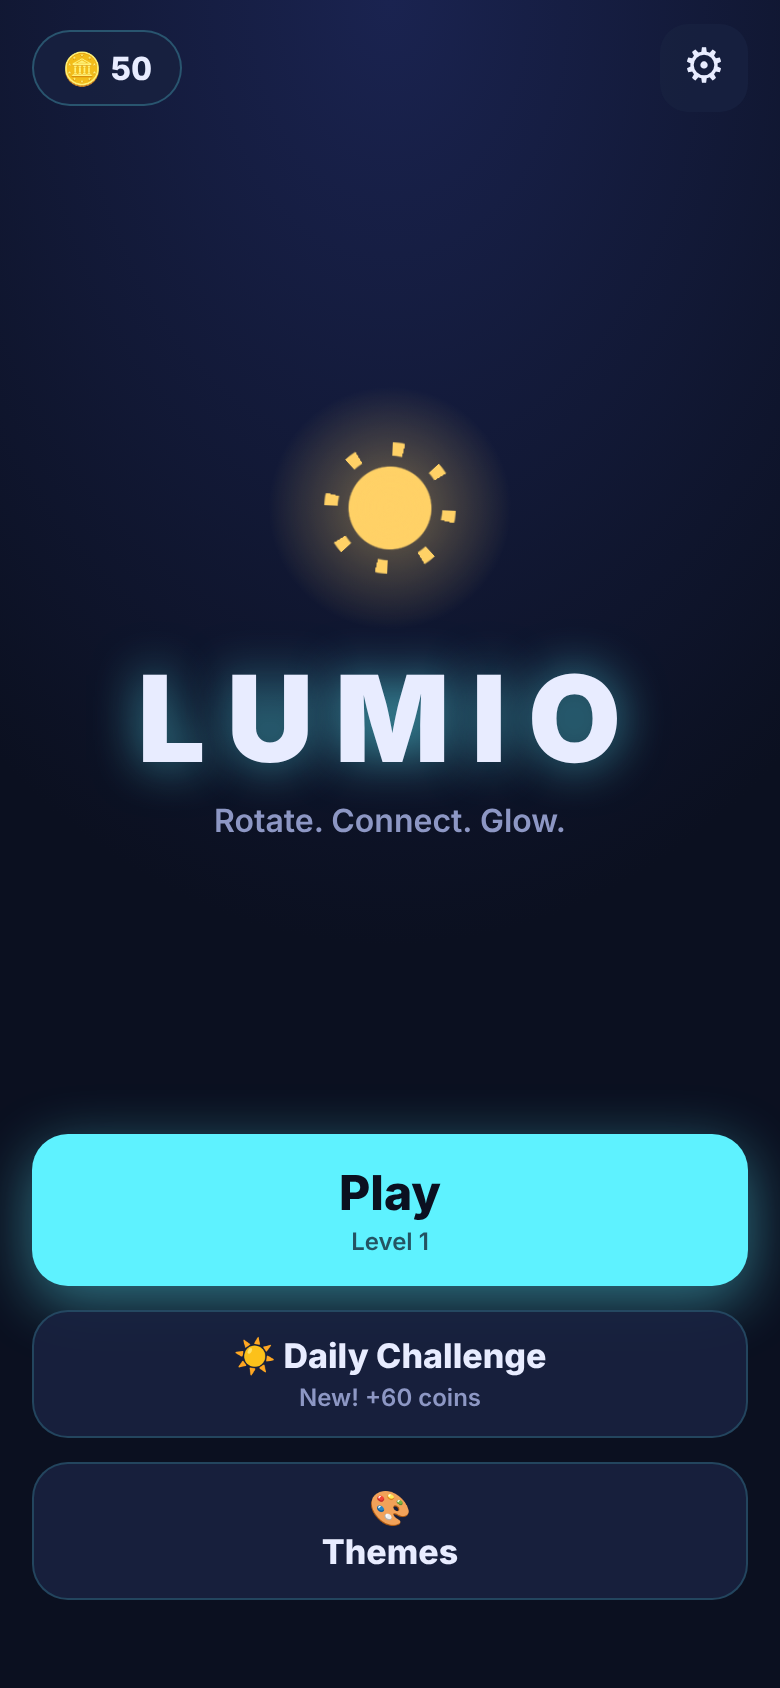 50
LUMIO
Rotate. Connect. Glow.
Play
Level 1
Daily Challenge
New! +60 coins
Themes